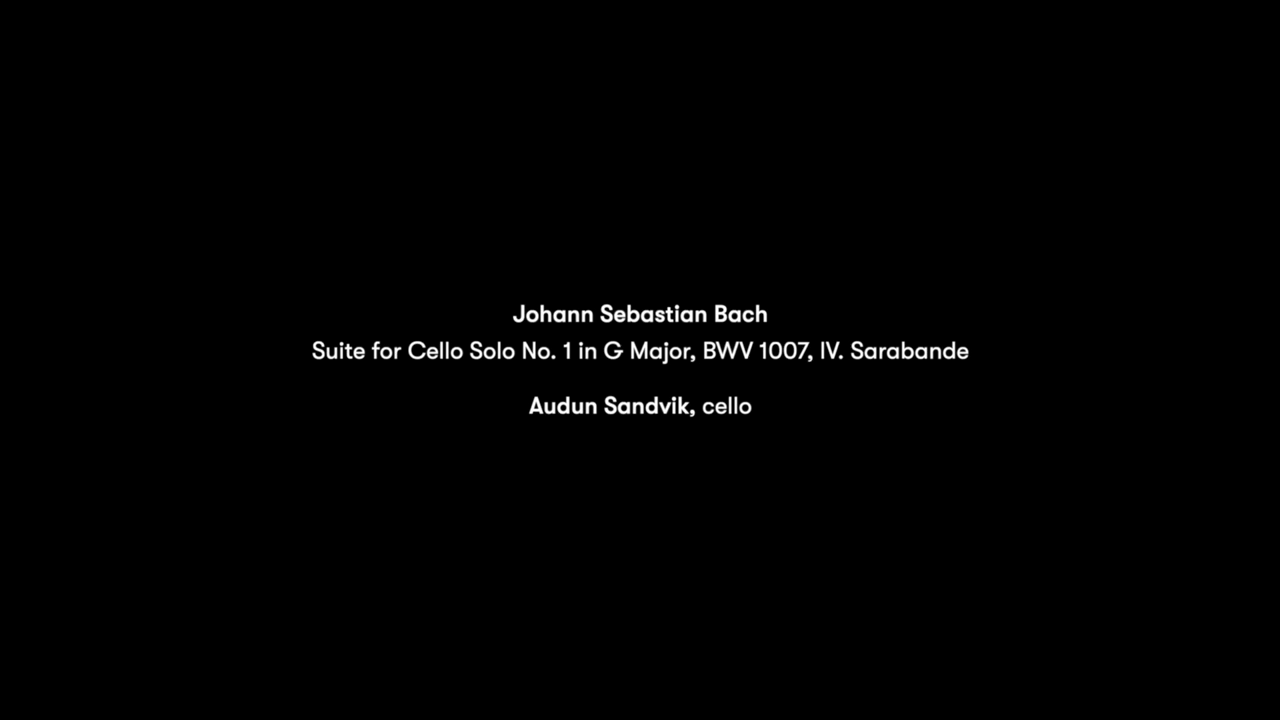 Johann Sebastian Bach
Suite for Cello Solo No. 1 in G Major, BWV 1007, IV. Sarabande
Audun Sandvik, cello